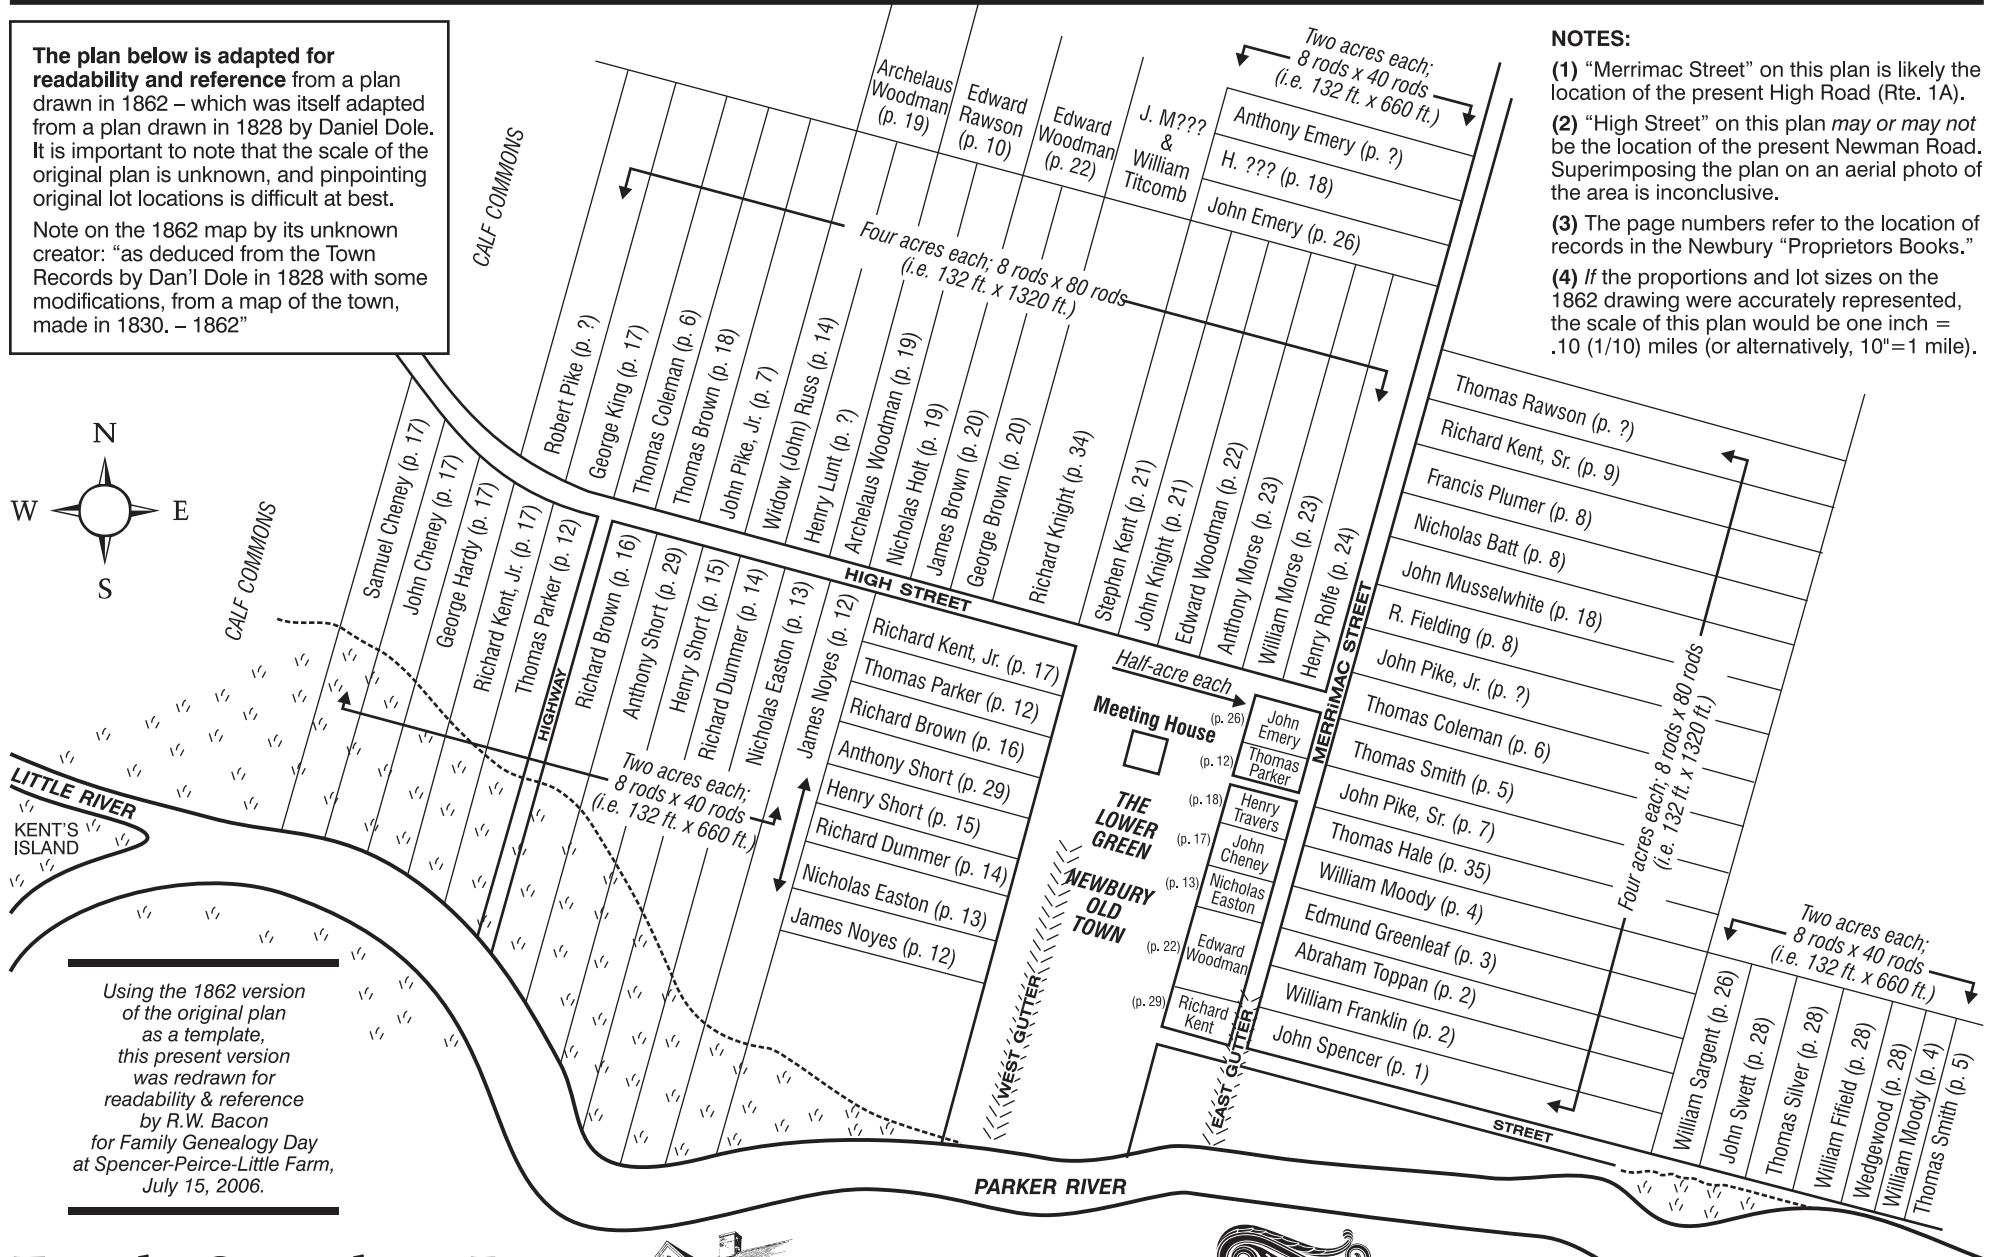 The plan below is adapted for
readability and reference from a plan
drawn in 1862 – which was itself adapted
from a plan drawn in 1828 by Daniel Dole.
It is important to note that the scale of the
original plan is unknown, and pinpointing
original lot locations is difficult at best.
Note on the 1862 map by its unknown
creator: “as deduced from the Town
Records by Dan’l Dole in 1828 with some
modifications, from a map of the town,
made in 1830. – 1862”
NOTES:
(1) “Merrimac Street” on this plan is likely the
location of the present High Road (Rte. 1A).
(2) “High Street” on this plan may or may not
be the location of the present Newman Road.
Superimposing the plan on an aerial photo of
the area is inconclusive.
(3) The page numbers refer to the location of
records in the Newbury “Proprietors Books.”
(4) If the proportions and lot sizes on the
1862 drawing were accurately represented,
the scale of this plan would be one inch =
.10 (1/10) miles (or alternatively, 10"=1 mile).
CALF COMMONS
Archelaus
Woodman
(p. 19)
Edward
Rawson
(p. 10)
Edward
Woodman
(p. 22)
J. M???
&
William
Titcomb
Two acres each;
8 rods x 40 rods
(i.e. 132 ft. x 660 ft.)
Anthony Emery (p. ?)
H. ??? (p. 18)
John Emery (p. 26)
Four acres each; 8 rods x 80 rods
(i.e. 132 ft. x 1320 ft.)
Robert Pike (p. ?)
George King (p. 17)
Thomas Coleman (p. 6)
Thomas Brown (p. 18)
John Pike, Jr. (p. 7)
Widow (John) Russ (p. 14)
Henry Lunt (p. ?)
Archelaus Woodman (p. 19)
Nicholas Holt (p. 19)
James Brown (p. 20)
George Brown (p. 20)
Richard Knight (p. 34)
Stephen Kent (p. 21)
John Knight (p. 21)
Edward Woodman (p. 22)
Anthony Morse (p. 23)
William Morse (p. 23)
Henry Rolfe (p. 24)
MERRIMAC STREET
Thomas Rawson (p. ?)
Richard Kent, Sr. (p. 9)
Francis Plumer (p. 8)
Nicholas Batt (p. 8)
John Musselwhite (p. 18)
R. Fielding (p. 8)
John Pike, Jr. (p. ?)
Thomas Coleman (p. 6)
Thomas Smith (p. 5)
John Pike, Sr. (p. 7)
Thomas Hale (p. 35)
William Moody (p. 4)
Edmund Greenleaf (p. 3)
Abraham Toppan (p. 2)
William Franklin (p. 2)
John Spencer (p. 1)
Four acres each; 8 rods x 80 rods
(i.e. 132 ft. x 1320 ft.)
N
W
E
S
CALF COMMONS
Samuel Cheney (p. 17)
John Cheney (p. 17)
George Hardy (p. 17)
Richard Kent, Jr. (p. 17)
Thomas Parker (p. 12)
HIGHWAY
Richard Brown (p. 16)
Anthony Short (p. 29)
Henry Short (p. 15)
Richard Dummer (p. 14)
Nicholas Easton (p. 13)
James Noyes (p. 12)
Two acres each;
8 rods x 40 rods
(i.e. 132 ft. x 660 ft.)
HIGH STREET
Richard Kent, Jr. (p. 17)
Thomas Parker (p. 12)
Richard Brown (p. 16)
Anthony Short (p. 29)
Henry Short (p. 15)
Richard Dummer (p. 14)
Nicholas Easton (p. 13)
James Noyes (p. 12)
Half-acre each
Meeting House
THE
LOWER
GREEN
NEWBURY
OLD
TOWN
(p. 26)
John
Emery
(p. 12)
Thomas
Parker
(p. 18)
Henry
Travers
(p. 17)
John
Cheney
(p. 13)
Nicholas
Easton
(p. 22)
Edward
Woodman
(p. 29)
Richard
Kent
WEST GUTTER
EAST GUTTER
STREET
Two acres each;
8 rods x 40 rods
(i.e. 132 ft. x 660 ft.)
William Sargent (p. 26)
John Swett (p. 28)
Thomas Silver (p. 28)
William Fifield (p. 28)
Wedgewood (p. 28)
William Moody (p. 4)
Thomas Smith (p. 5)
LITTLE RIVER
KENT’S
ISLAND
PARKER RIVER
Using the 1862 version
of the original plan
as a template,
this present version
was redrawn for
readability & reference
by R.W. Bacon
for Family Genealogy Day
at Spencer-Peirce-Little Farm,
July 15, 2006.